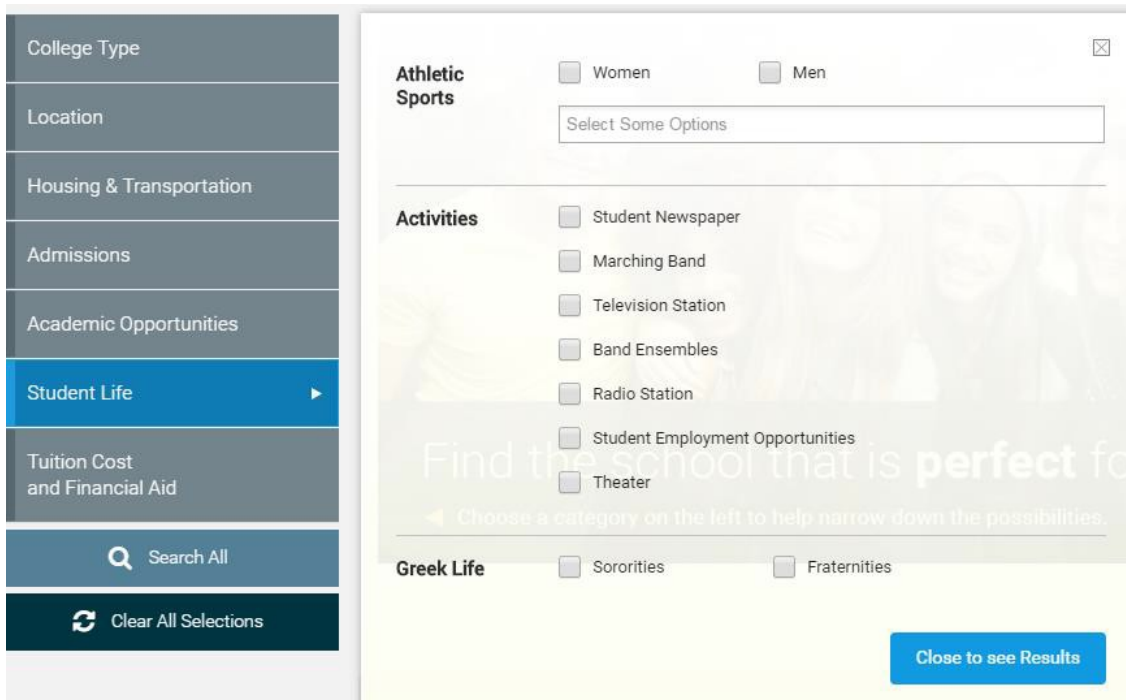 College Type
Location
Housing & Transportation
Admissions
Academic Opportunities
Student Life
Tuition Cost
and Financial Aid
Search All
Clear All Selections
Athletic
Sports
Women
Men
Select Some Options
Activities
Student Newspaper
Marching Band
Television Station
Band Ensembles
Radio Station
Student Employment Opportunities
Theater
Find the school that is perfect fo
Choose a category on the left to help narrow down the possibilities.
Greek Life
Sororities
Fraternities
Close to see Results